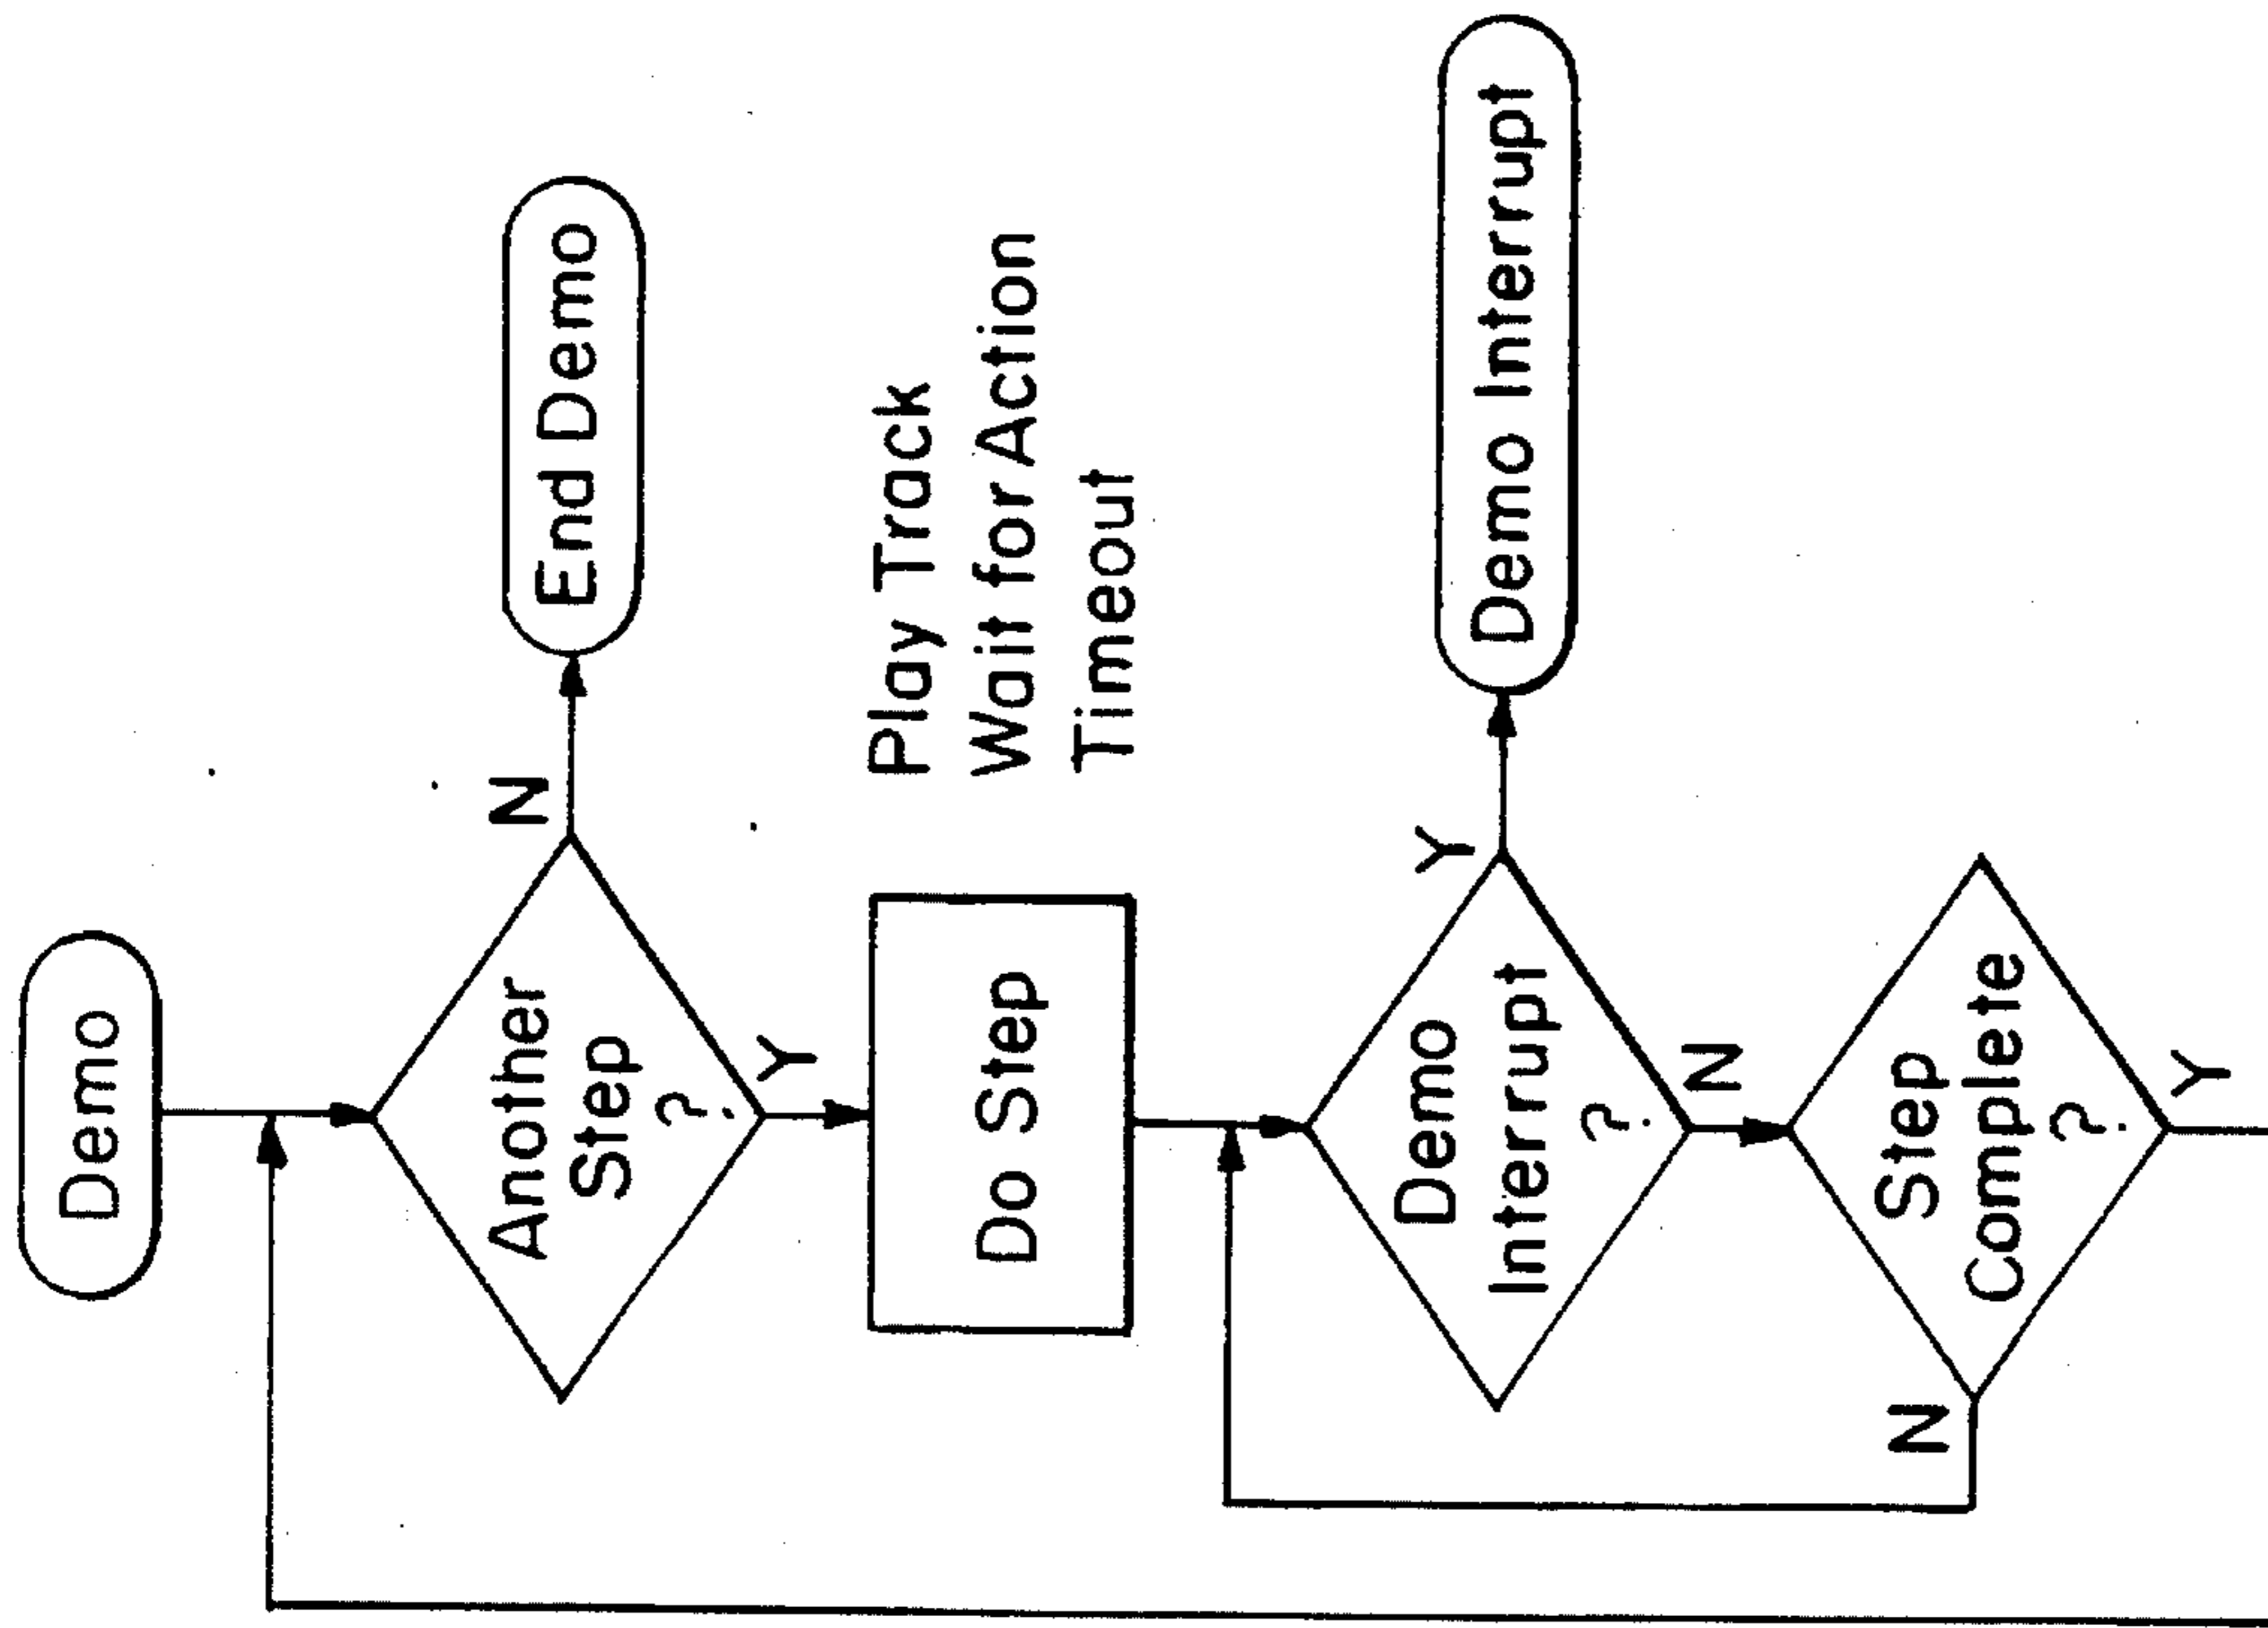 Demo
Another
Step
?
N
End Demo
Y
Do Step
Play Track
Wait for Action
Timeout
Demo
Interrupt
?
Y
Demo Interrupt
N
Step
Complete
?
N
Y